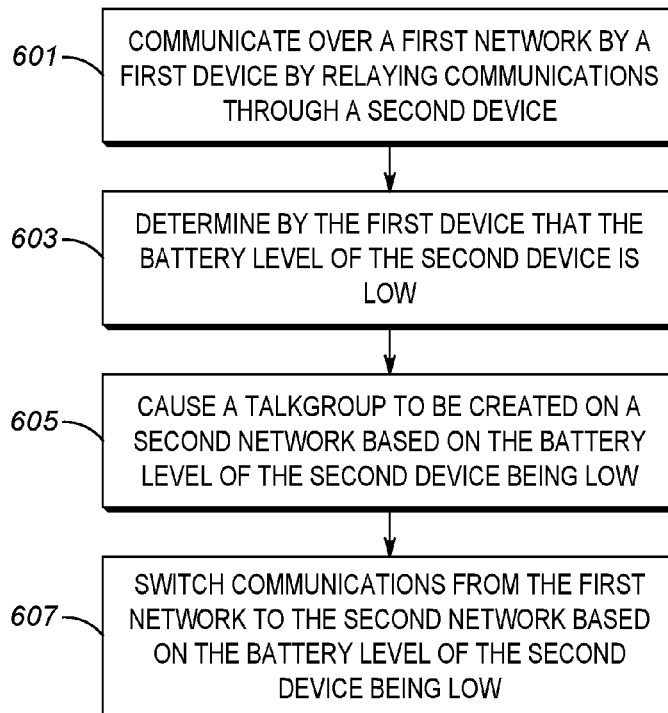 601
COMMUNICATE OVER A FIRST NETWORK BY A
FIRST DEVICE BY RELAYING COMMUNICATIONS
THROUGH A SECOND DEVICE
603
DETERMINE BY THE FIRST DEVICE THAT THE
BATTERY LEVEL OF THE SECOND DEVICE IS
LOW
605
CAUSE A TALKGROUP TO BE CREATED ON A
SECOND NETWORK BASED ON THE BATTERY
LEVEL OF THE SECOND DEVICE BEING LOW
607
SWITCH COMMUNICATIONS FROM THE FIRST
NETWORK TO THE SECOND NETWORK BASED
ON THE BATTERY LEVEL OF THE SECOND
DEVICE BEING LOW